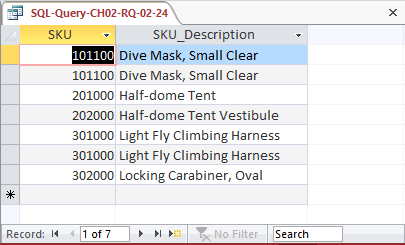 SQL-Query-CH02-RQ-02-24
SKU SKU_Description
101100 Dive Mask, Small Clear
101100 Dive Mask, Small Clear
201000 Half-dome Tent
202000 Half-dome Tent Vestibule
301000 Light Fly Climbing Harness
301000 Light Fly Climbing Harness
302000 Locking Carabiner, Oval
Record: 1 of 7 No Filter Search